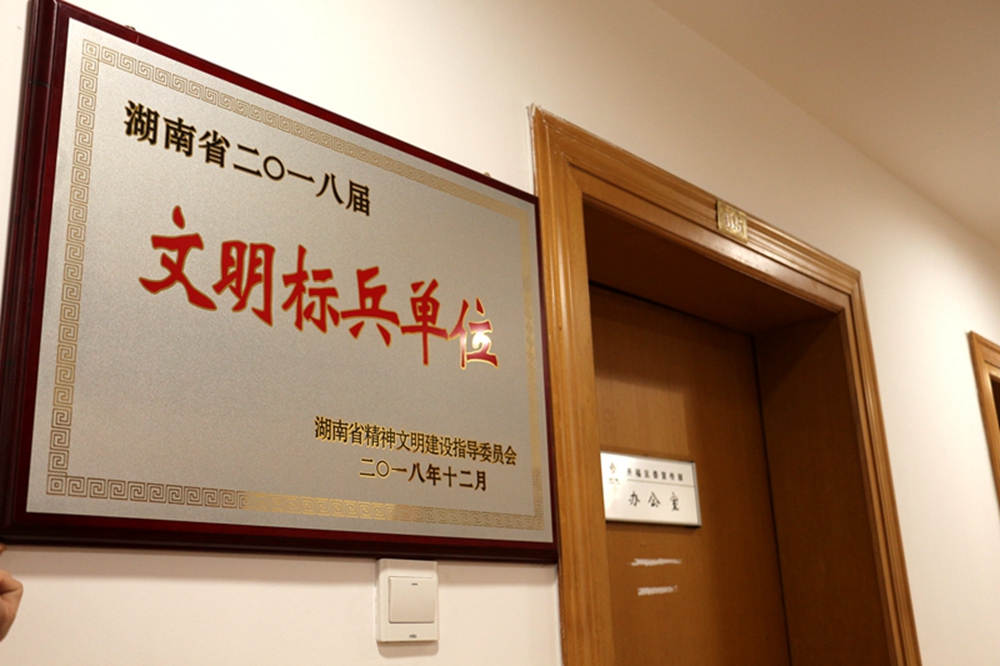 湖南省二〇一八届
文明标兵单位
湖南省精神文明建设指导委员会
二〇一八年十二月
办公室